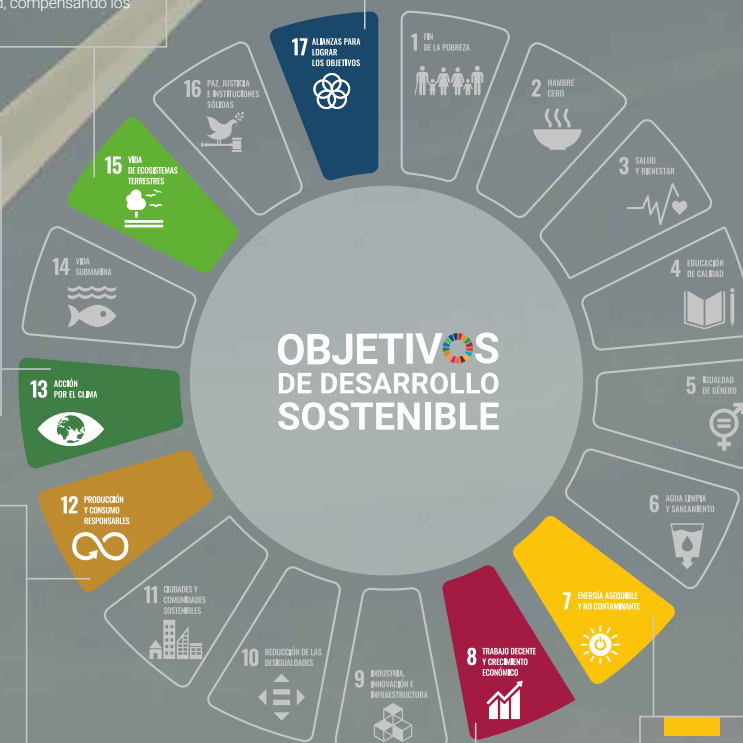 d, compensando los
OBJETIVOS
DE DESARROLLO
SOSTENIBLE
1 FIN
DE LA POBREZA
2 HAMBRE
CERO
3 SALUD
Y BIENESTAR
4 EDUCACIÓN
DE CALIDAD
5 IGUALDAD
DE GÉNERO
6 AGUA LIMPIA
Y SANEAMIENTO
7 ENERGÍA ASEQUIBLE
Y NO CONTAMINANTE
8 TRABAJO DECENTE
Y CRECIMIENTO
ECONÓMICO
9 INDUSTRIA,
INNOVACIÓN E
INFRAESTRUCTURA
10 REDUCCIÓN DE LAS
DESIGUALDADES
11 CIUDADES Y
COMUNIDADES
SOSTENIBLES
12 PRODUCCIÓN
Y CONSUMO
RESPONSABLES
13 ACCIÓN
POR EL CLIMA
14 VIDA
SUBMARINA
15 VIDA
DE ECOSISTEMAS
TERRESTRES
16 PAZ, JUSTICIA
E INSTITUCIONES
SÓLIDAS
17 ALIANZAS PARA
LOGRAR
LOS OBJETIVOS